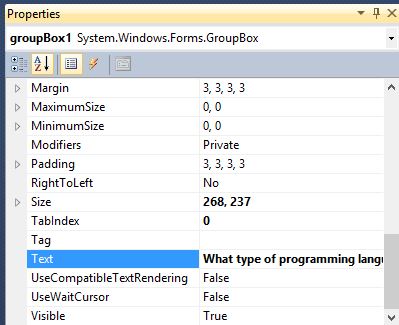 Properties
groupBox1 System.Windows.Forms.GroupBox
Margin 3, 3, 3, 3
MaximumSize 0, 0
MinimumSize 0, 0
Modifiers Private
Padding 3, 3, 3, 3
RightToLeft No
Size 268, 237
TabIndex 0
Tag
Text What type of programming
UseCompatibleTextRendering False
UseWaitCursor False
Visible True